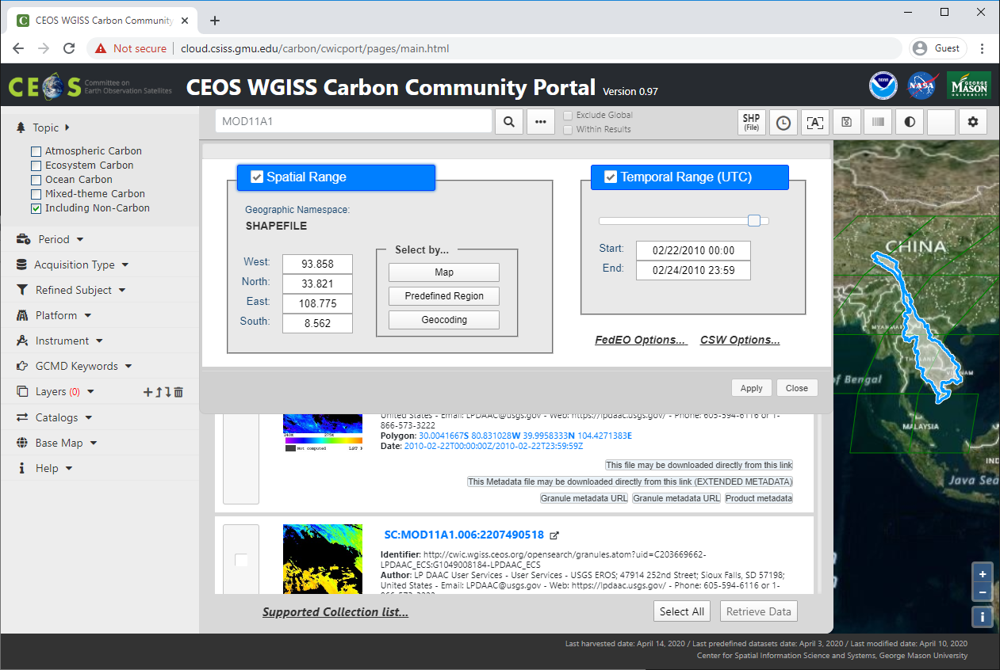 CEOS WGISS Carbon Community
Not secure
cloud.csiss.gmu.edu/carbon/cwicport/pages/main.html
Guest
CEOS
Committee on
Earth Observation Satellites
CEOS WGISS Carbon Community Portal Version 0.97
NOAA
NASA
GEORGE
MASON
UNIVERSITY
Topic
Atmospheric Carbon
Ecosystem Carbon
Ocean Carbon
Mixed-theme Carbon
Including Non-Carbon
Period
Acquisition Type
Refined Subject
Platform
Instrument
GCMD Keywords
Layers (0)
Catalogs
Base Map
Help
MOD11A1
Exclude Global
Within Results
SHP
(File)
Spatial Range
Geographic Namespace:
SHAPEFILE
West: 93.858
North: 33.821
East: 108.775
South: 8.562
Select by...
Map
Predefined Region
Geocoding
Temporal Range (UTC)
Start: 02/22/2010 00:00
End: 02/24/2010 23:59
FedEO Options... CSW Options...
Apply Close
United States - Email: LPDAAC@usgs.gov - Web: https://lpdaac.usgs.gov/ - Phone: 605-594-6116 or 1-
866-573-3222
Polygon: 30.0041667S 80.831028W 39.9958333N 104.4271383E
Date: 2010-02-22T00:00:00Z/2010-02-22T23:59:59Z
240K 275K
Not computed LST D
This file may be downloaded directly from this link
This Metadata file may be downloaded directly from this link (EXTENDED METADATA)
Granule metadata URL Granule metadata URL Product metadata
SC:MOD11A1.006:2207490518
Identifier: http://cwic.wgiss.ceos.org/opensearch/granules.atom?uid=C203669662-
LPDAAC_ECS:G1049008184-LPDAAC_ECS
Author: LP DAAC User Services - User Services - USGS EROS; 47914 252nd Street; Sioux Falls, SD 57198;
United States - Email: LPDAAC@usgs.gov - Web: https://lpdaac.usgs.gov/ - Phone: 605-594-6116 or 1-
866-573-3222
Supported Collection list...
Select All Retrieve Data
CHINA
of Bengal
MALAYSIA
IND
Java Sea
Last harvested date: April 14, 2020 / Last predefined datasets date: April 3, 2020 / Last modified date: April 10, 2020
Center for Spatial Information Science and Systems, George Mason University